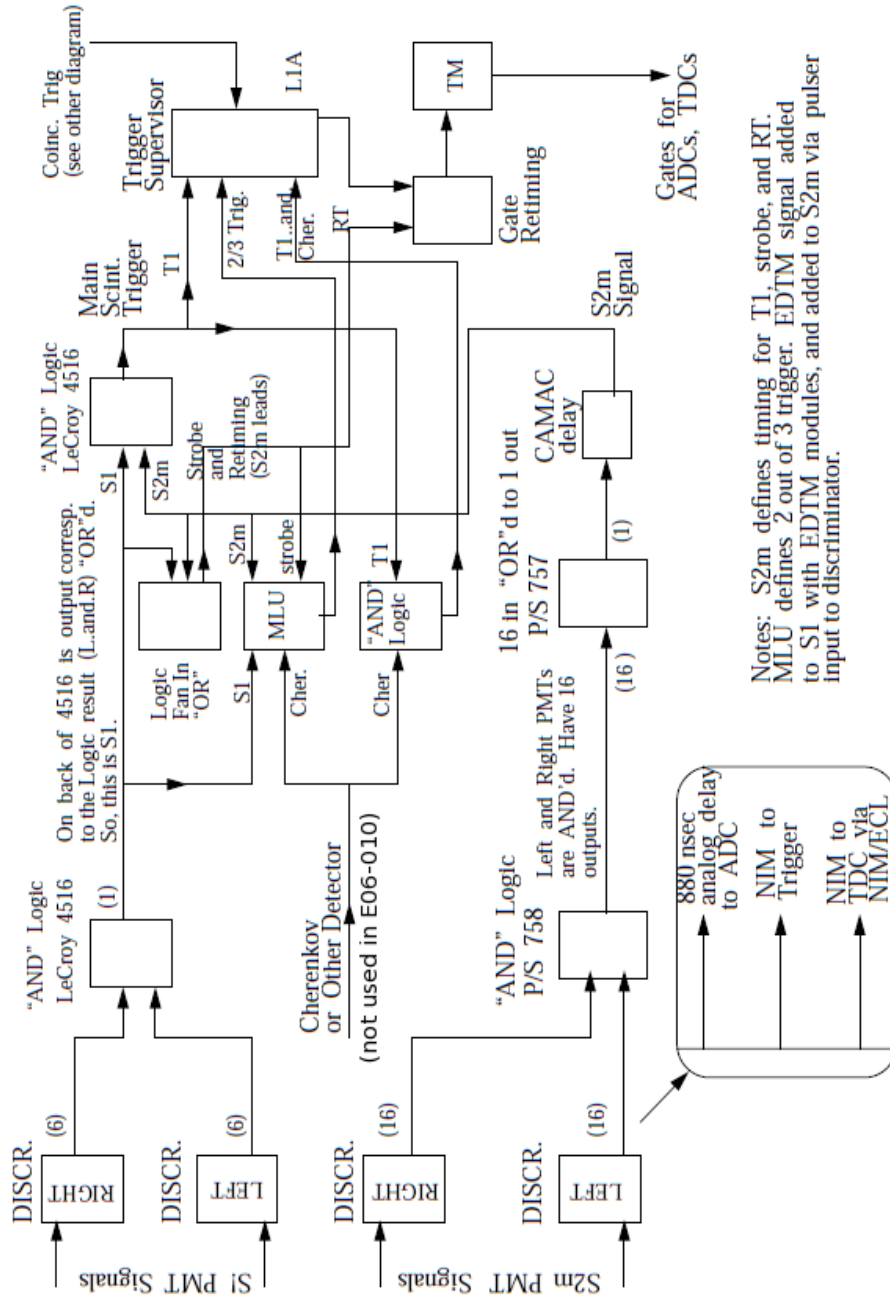 S! PMT
Signals
DISCR.
RIGHT
(6)
DISCR.
LEFT
(6)
"AND" Logic
LeCroy 4516
(1)
On back of 4516 is output corresp.
to the Logic result (L.and.R) "OR"d.
So, this is S1.
"AND" Logic
LeCroy 4516
S1
S2m
Main
Scint.
Trigger
T1
Coinc. Trig
(see other diagram)
Trigger
Supervisor
L1A
2/3 Trig.
T1..and.
Cher.
RT
Logic
Fan In
"OR"
Strobe
and
Retiming
(S2m leads)
S1
Cher.
MLU
S2m
strobe
Cher
"AND"
Logic
T1
Gate
Retiming
TM
Gates for
ADCs, TDCs
Cherenkov
or Other Detector
(not used in E06-010)
S2m PMT
Signals
DISCR.
RIGHT
(16)
DISCR.
LEFT
(16)
"AND" Logic
P/S 758
Left and Right PMTs
are AND'd. Have 16
outputs.
(16)
16 in "OR"d to 1 out
P/S 757
(1)
CAMAC
delay
S2m
Signal
880 nsec
analog delay
to ADC
NIM to
Trigger
NIM to
TDC via
NIM/ECL
Notes: S2m defines timing for T1, strobe, and RT.
MLU defines 2 out of 3 trigger. EDTM signal added
to S1 with EDTM modules, and added to S2m via pulser
input to discriminator.